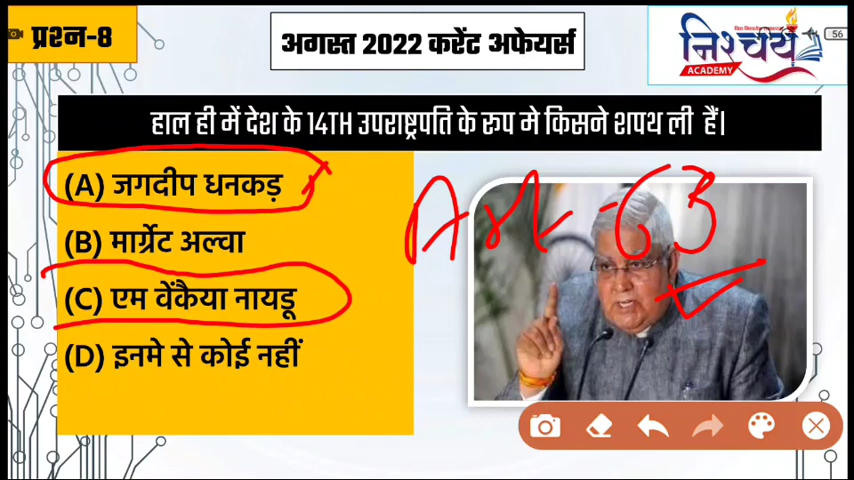 प्रश्न-8
अगस्त 2022 करेंट अफेयर्स
निश्चय
ACADEMY
56
हाल ही में देश के 14TH उपराष्ट्रपति के रूप मे किसने शपथ ली हैं।
(A) जगदीप धनकड़
(B) मार्ग्रेट अल्वा
(C) एम वेंकैया नायडू
(D) इनमे से कोई नहीं
Art-63